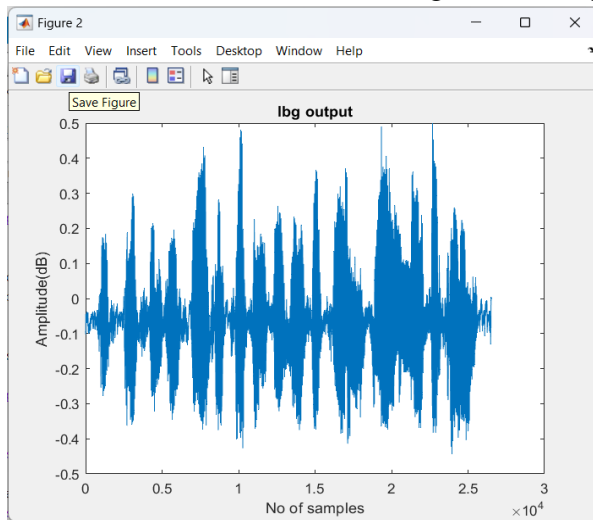 Figure 2
File Edit View Insert Tools Desktop Window Help
Save Figure
lbg output
0.5
0.4
0.3
0.2
0.1
0
-0.1
-0.2
-0.3
-0.4
-0.5
Amplitude(dB)
0 0.5 1 1.5 2 2.5 3
No of samples
×10⁴